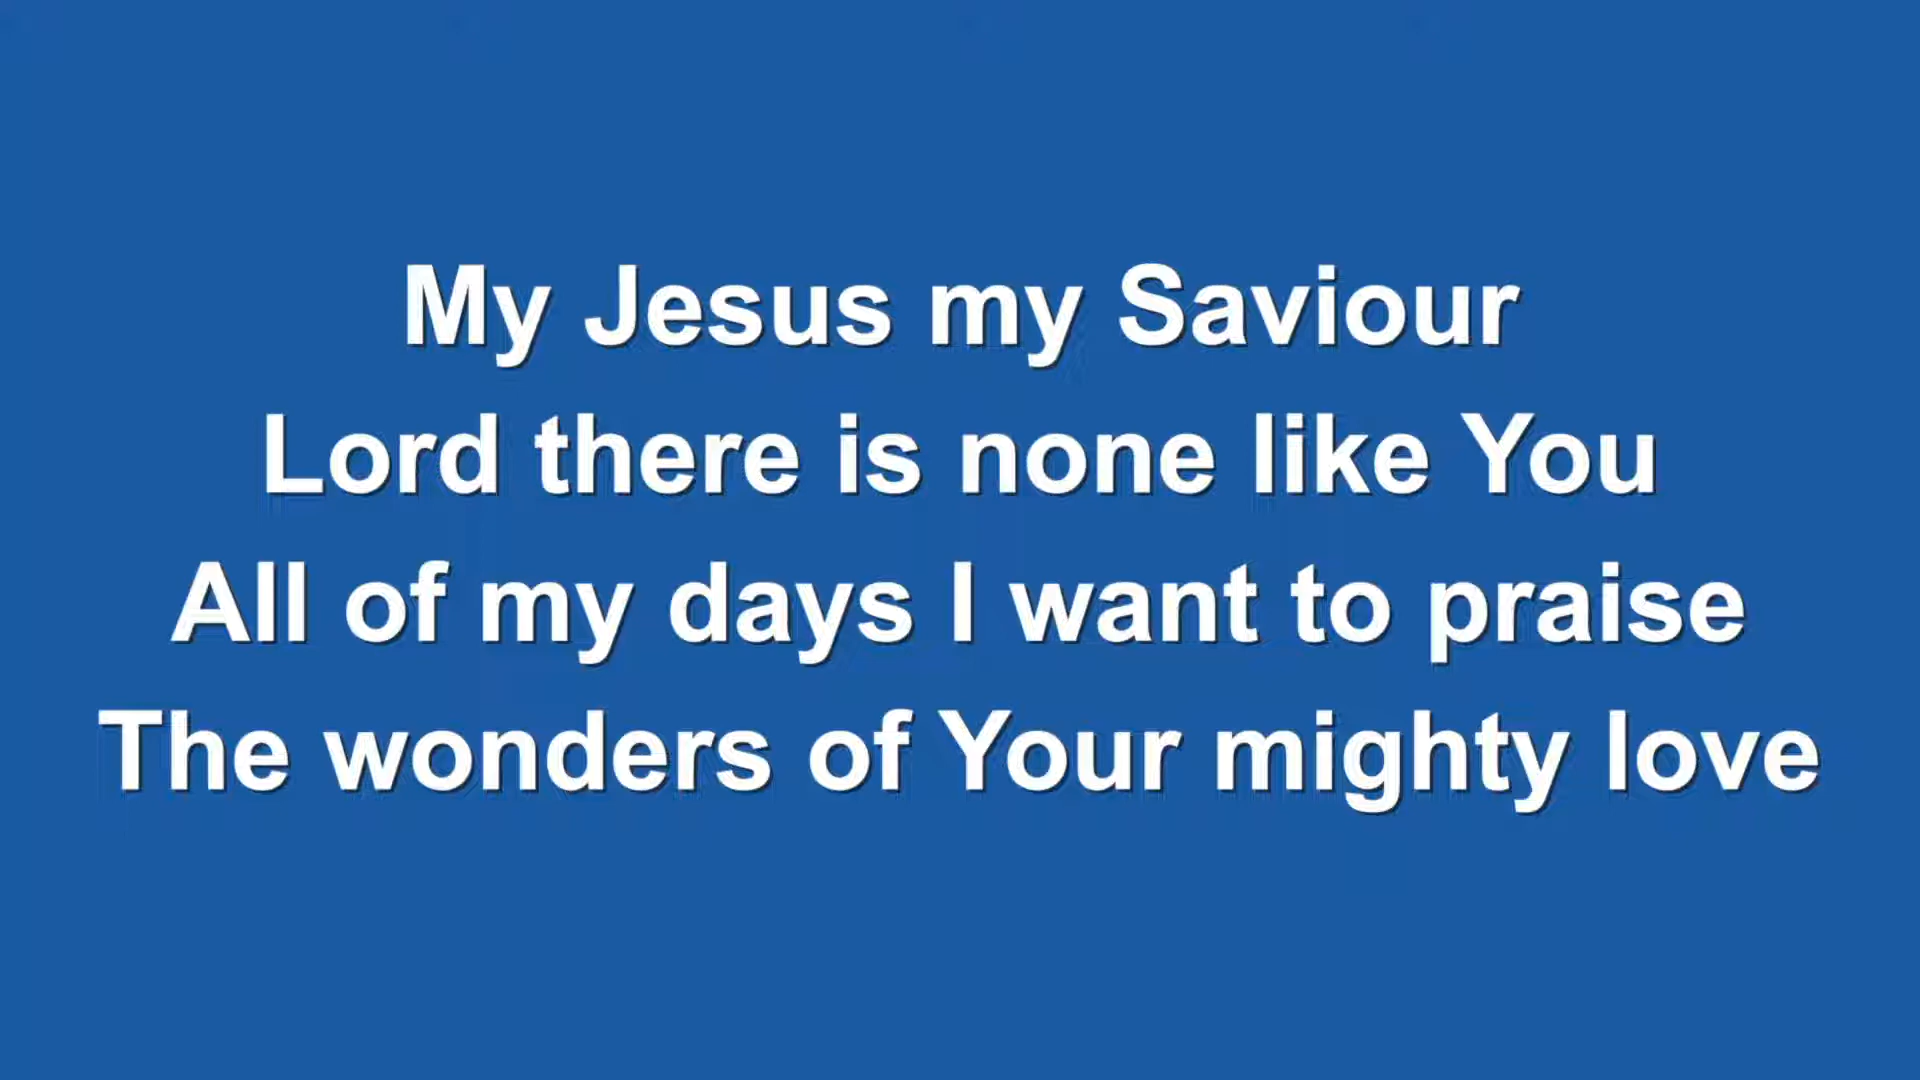 My Jesus my Saviour
Lord there is none like You
All of my days I want to praise
The wonders of Your mighty love